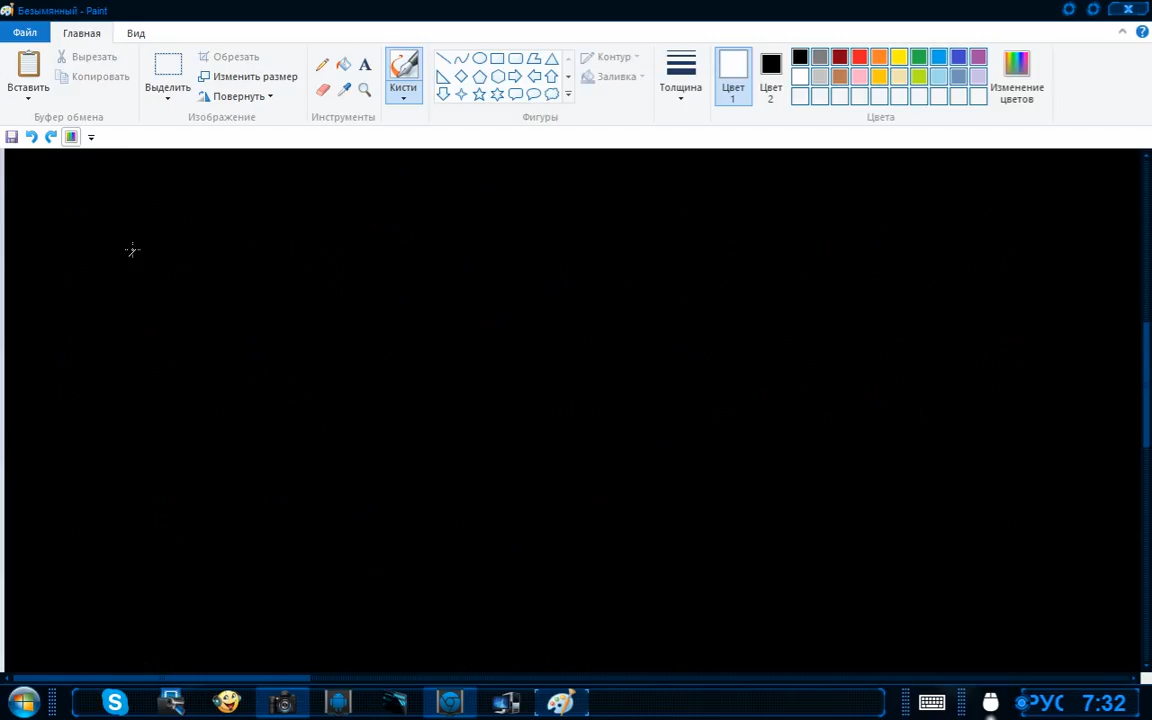 Безымянный - Paint
Файл Главная Вид
Вставить
Вырезать
Копировать
Буфер обмена
Выделить
Обрезать
Изменить размер
Повернуть
Изображение
A
Инструменты
Кисти
Контур
Заливка
Фигуры
Толщина
Цвет
1
Цвет
2
Изменение
цветов
Цвета
РУС 7:32